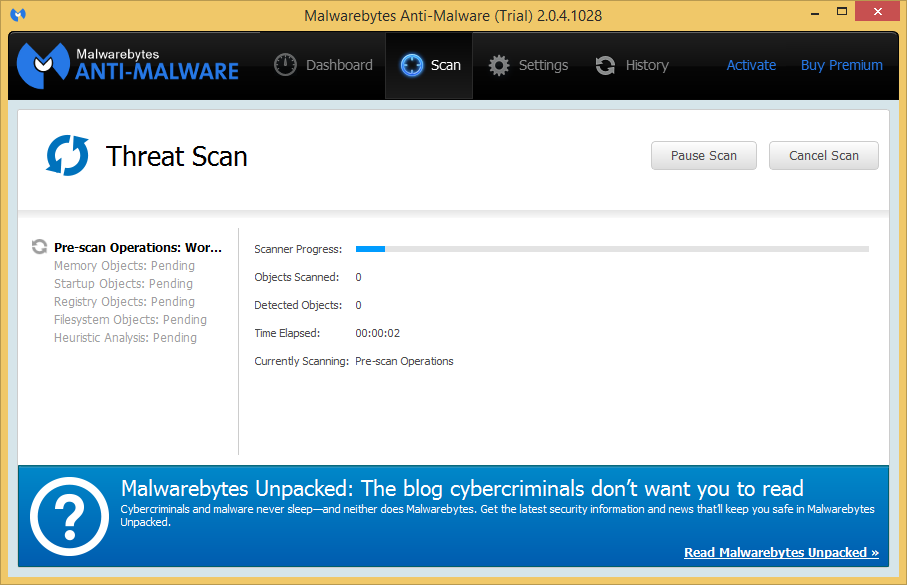 Malwarebytes Anti-Malware (Trial) 2.0.4.1028
Malwarebytes
ANTI-MALWARE
Dashboard
Scan
Settings
History
Activate
Buy Premium
Threat Scan
Pause Scan
Cancel Scan
Pre-scan Operations: Wor...
Memory Objects: Pending
Startup Objects: Pending
Registry Objects: Pending
Filesystem Objects: Pending
Heuristic Analysis: Pending
Scanner Progress:
Objects Scanned: 0
Detected Objects: 0
Time Elapsed: 00:00:02
Currently Scanning: Pre-scan Operations
Malwarebytes Unpacked: The blog cybercriminals don't want you to read
Cybercriminals and malware never sleep—and neither does Malwarebytes. Get the latest security information and news that'll keep you safe in Malwarebytes
Unpacked.
Read Malwarebytes Unpacked »